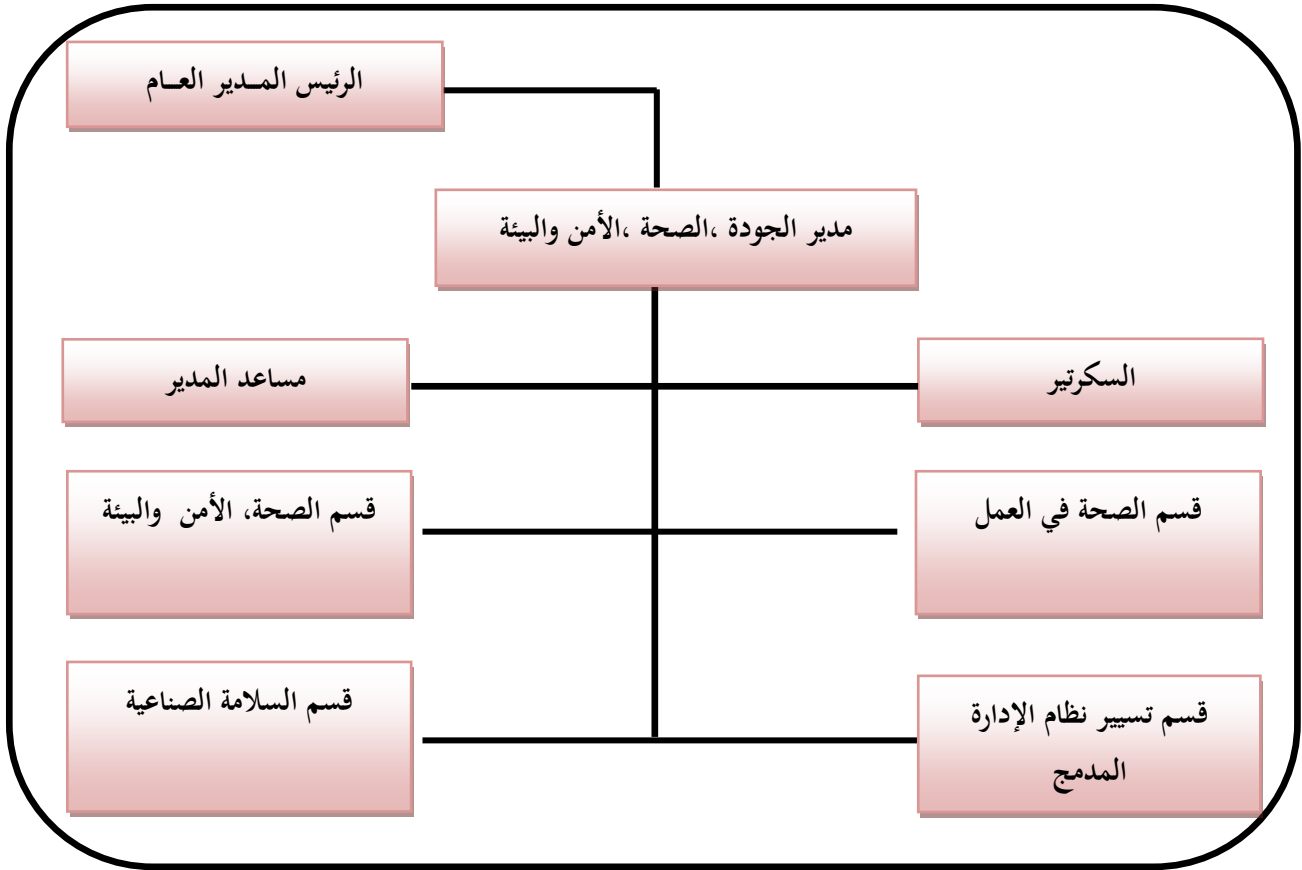 الرئيس المـدير العـام
مدير الجودة ،الصحة ،الأمن والبيئة
السكرتير
مساعد المدير
قسم الصحة في العمل
قسم الصحة، الأمن والبيئة
قسم تسيير نظام الإدارة
المدمج
قسم السلامة الصناعية